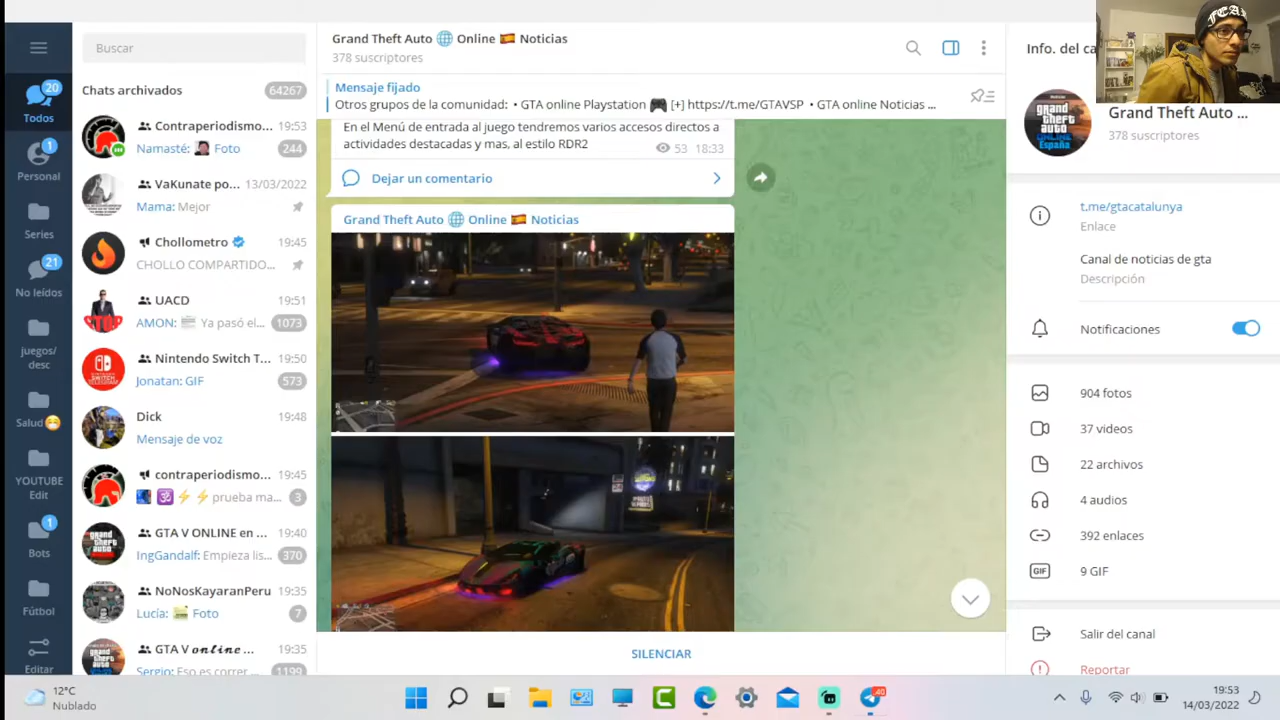 FEAR
Buscar
Grand Theft Auto 🌐 Online 🇪🇸 Noticias
378 suscriptores
Info. del ca
Mensaje fijado
Otros grupos de la comunidad: • GTA online Playstation 🎮 [+] https://t.me/GTAVSP • GTA online Noticias ...
Todos
20
Personal
1
Series
No leídos
21
juegos/
desc
Salud😷
YOUTUBE
Edit
Bots
1
Fútbol
Editar
Chats archivados 64267
Contraperiodismo... 19:53
Namasté: Foto 244
VaKunate po... 13/03/2022
Mama: Mejor
Chollometro 19:45
CHOLLO COMPARTIDO...
UACD 19:51
AMON: Ya pasó el... 1073
Nintendo Switch T... 19:50
Jonatan: GIF 573
Dick 19:48
Mensaje de voz
contraperiodismo... 19:45
🕉⚡⚡prueba ma... 3
GTA V ONLINE en ... 19:40
IngGandalf: Empieza lis... 370
NoNosKayaranPeru 19:35
Lucía: Foto 7
GTA V 𝓸𝓷𝓵𝓲𝓷𝓮 ... 19:35
Sergio: Eso es correr... 1199
En el Menú de entrada al juego tendremos varios accesos directos a
actividades destacadas y mas, al estilo RDR2
53 18:33
Dejar un comentario
Grand Theft Auto 🌐 Online 🇪🇸 Noticias
SILENCIAR
grand
theft
auto
ONLINE
España
Grand Theft Auto ...
378 suscriptores
t.me/gtacatalunya
Enlace
Canal de noticias de gta
Descripción
Notificaciones
904 fotos
37 videos
22 archivos
4 audios
392 enlaces
GIF
9 GIF
Salir del canal
Reportar
12°C
Nublado
40
19:53
14/03/2022